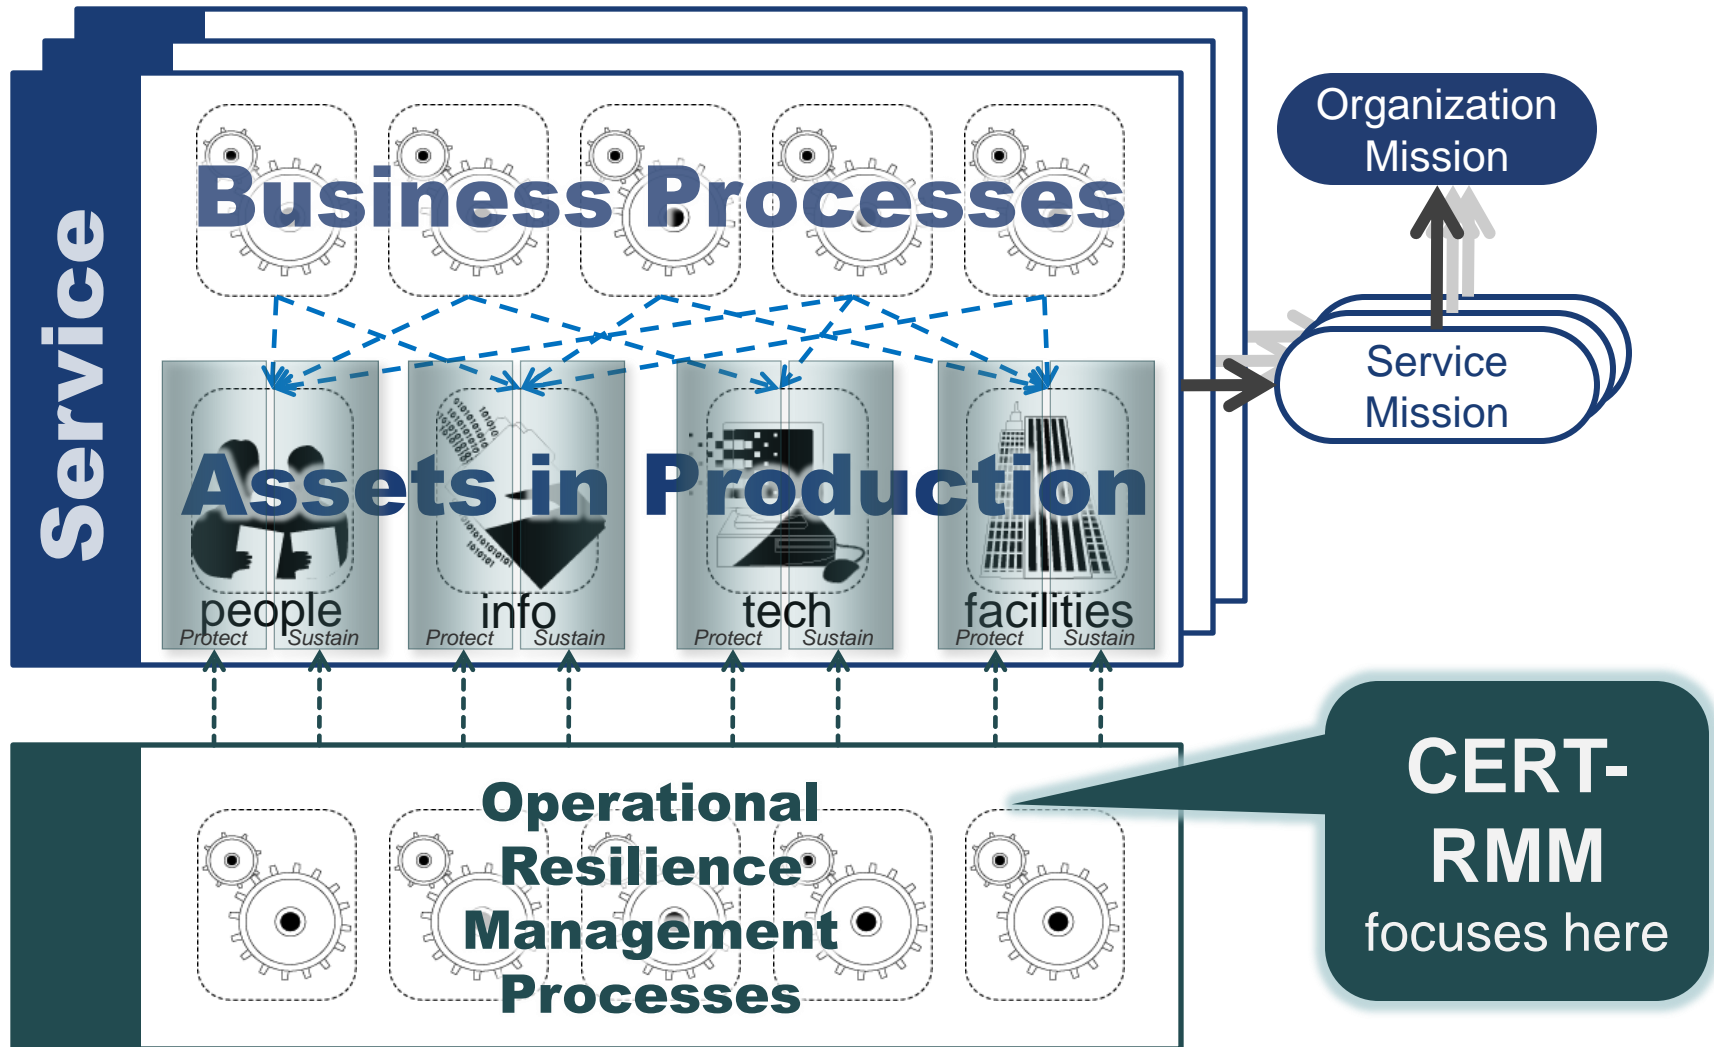 Service
Business Processes
Organization
Mission
Service
Mission
Assets in Production
people
info
tech
facilities
Protect
Sustain
Protect
Sustain
Protect
Sustain
Protect
Sustain
Operational
Resilience
Management
Processes
CERT-
RMM
focuses here